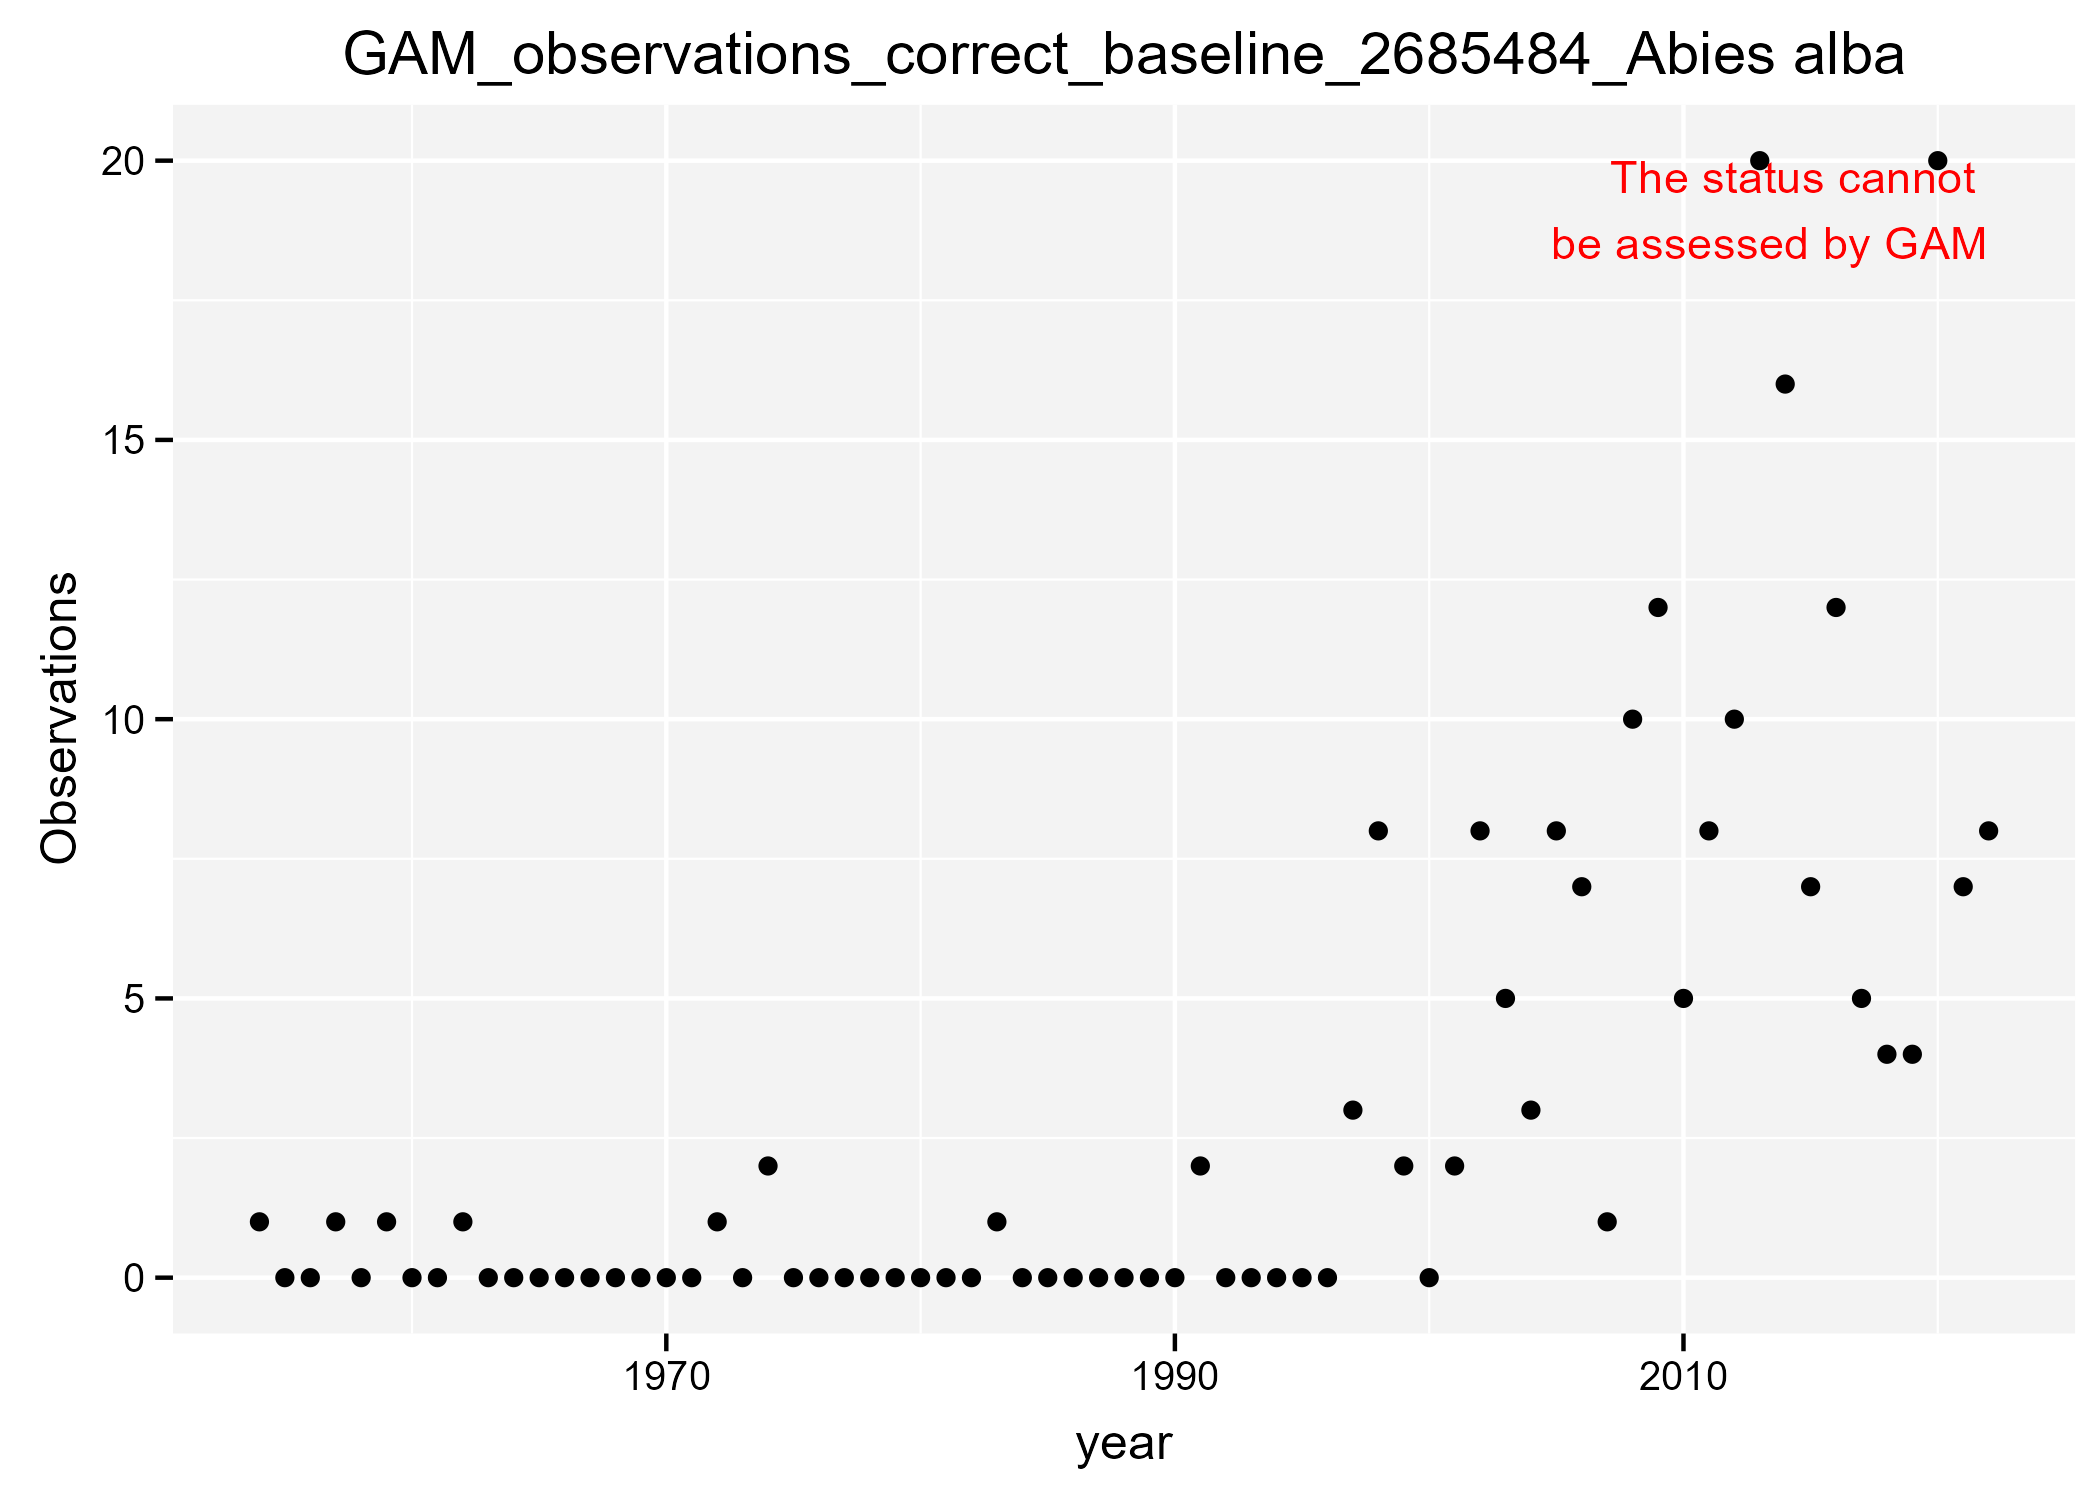 GAM_observations_correct_baseline_2685484_Abies alba
20
The status cannot
be assessed by GAM
15
10
5
0
Observations
1970 1990 2010
year